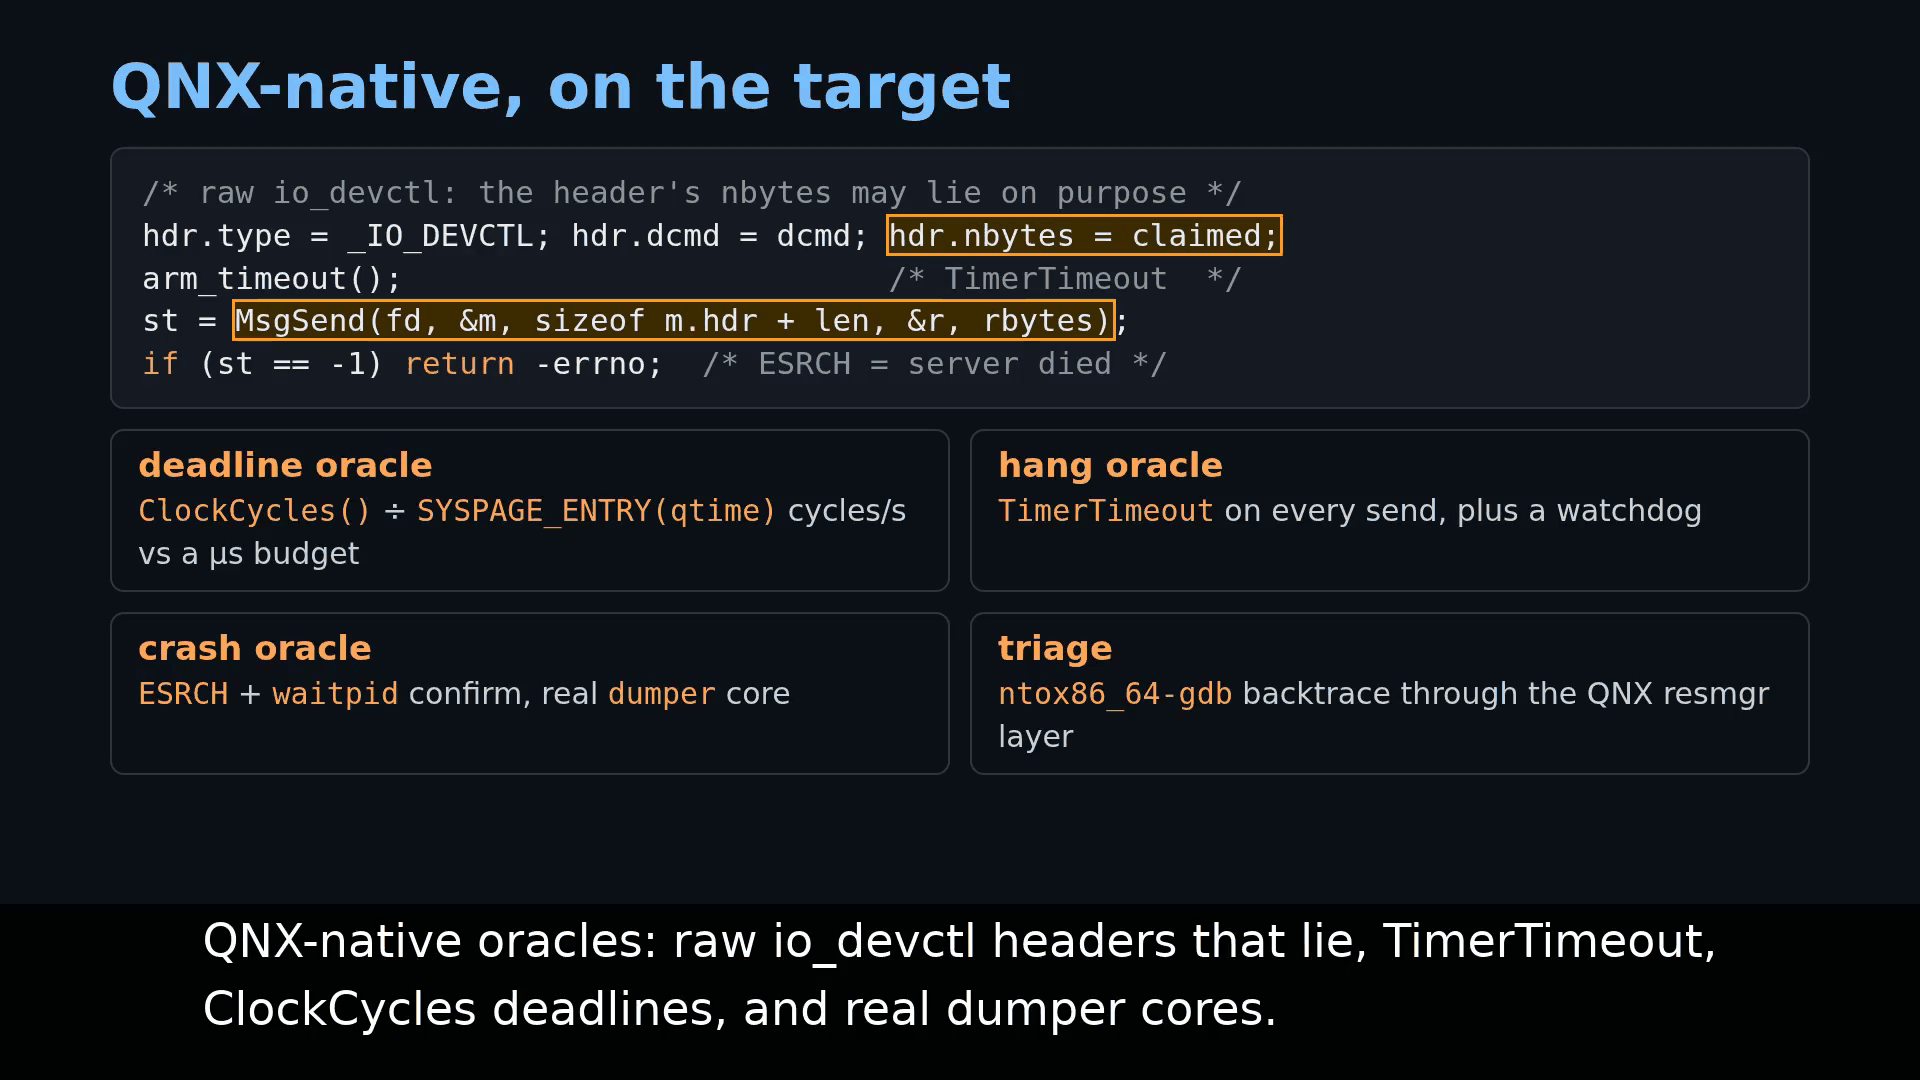 QNX-native, on the target
/* raw io_devctl: the header's nbytes may lie on purpose */
hdr.type = _IO_DEVCTL; hdr.dcmd = dcmd; hdr.nbytes = claimed;
arm_timeout();                          /* TimerTimeout  */
st = MsgSend(fd, &m, sizeof m.hdr + len, &r, rbytes);
if (st == -1) return -errno;  /* ESRCH = server died */
deadline oracle
ClockCycles() ÷ SYSPAGE_ENTRY(qtime) cycles/s
vs a µs budget
hang oracle
TimerTimeout on every send, plus a watchdog
crash oracle
ESRCH + waitpid confirm, real dumper core
triage
ntox86_64-gdb backtrace through the QNX resmgr
layer
QNX-native oracles: raw io_devctl headers that lie, TimerTimeout,
ClockCycles deadlines, and real dumper cores.